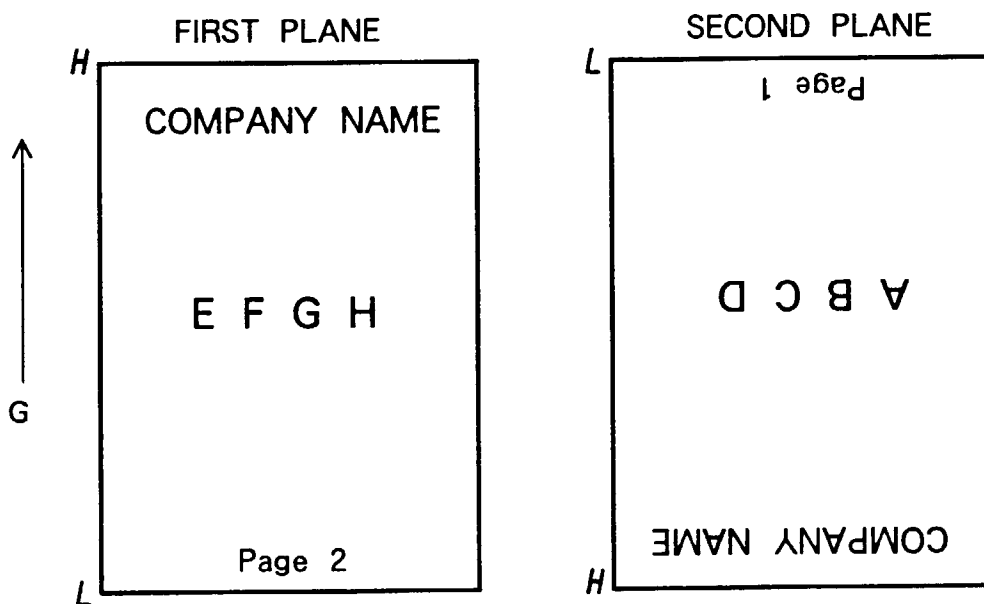 FIRST PLANE
H
COMPANY NAME
E F G H
G
Page 2
L
SECOND PLANE
L
Page 1
A B C D
COMPANY NAME
H